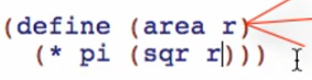 (define (area r)
(* pi (sqr r)))